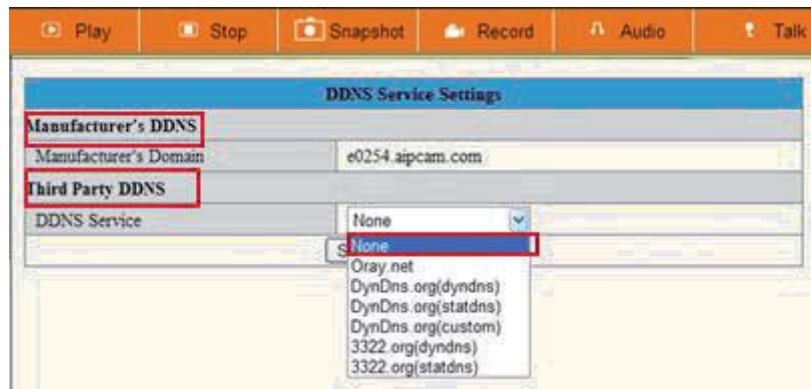 Play Stop Snapshot Record Audio Talk
DDNS Service Settings
Manufacturer's DDNS
Manufacturer's Domain e0254.aipcam.com
Third Party DDNS
DDNS Service None
None
Oray.net
DynDns.org(dyndns)
DynDns.org(statdns)
DynDns.org(custom)
3322.org(dyndns)
3322.org(statdns)